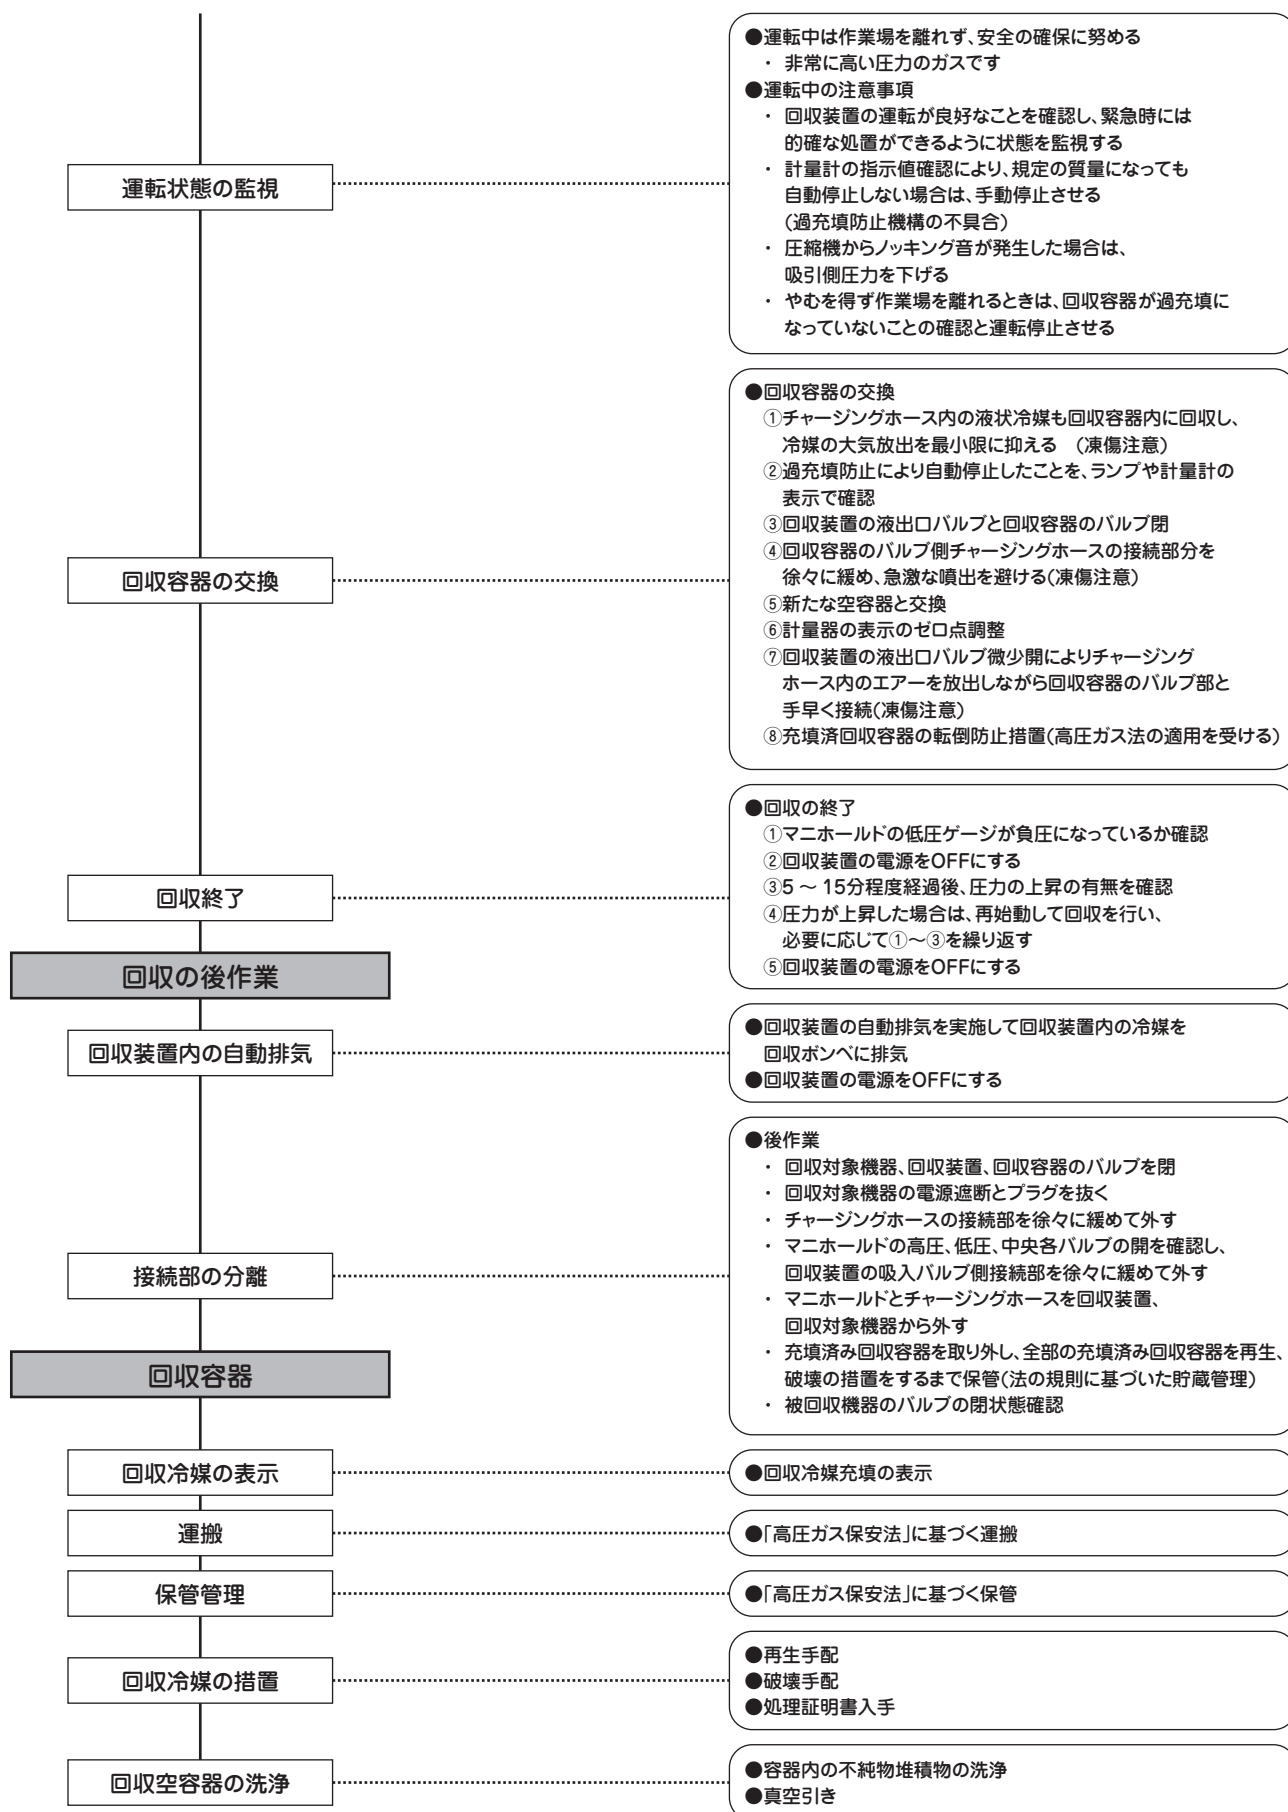 運転状態の監視
●運転中は作業場を離れず、安全の確保に努める
・ 非常に高い圧力のガスです
●運転中の注意事項
・ 回収装置の運転が良好なことを確認し、緊急時には
的確な処置ができるように状態を監視する
・ 計量計の指示値確認により、規定の質量になっても
自動停止しない場合は、手動停止させる
(過充填防止機構の不具合)
・ 圧縮機からノッキング音が発生した場合は、
吸引側圧力を下げる
・ やむを得ず作業場を離れるときは、回収容器が過充填に
なっていないことの確認と運転停止させる
回収容器の交換
●回収容器の交換
①チャージングホース内の液状冷媒も回収容器内に回収し、
冷媒の大気放出を最小限に抑える (凍傷注意)
②過充填防止により自動停止したことを、ランプや計量計の
表示で確認
③回収装置の液出口バルブと回収容器のバルブ閉
④回収容器のバルブ側チャージングホースの接続部分を
徐々に緩め、急激な噴出を避ける(凍傷注意)
⑤新たな空容器と交換
⑥計量器の表示のゼロ点調整
⑦回収装置の液出口バルブ微少開によりチャージング
ホース内のエアーを放出しながら回収容器のバルブ部と
手早く接続(凍傷注意)
⑧充填済回収容器の転倒防止措置(高圧ガス法の適用を受ける)
回収終了
●回収の終了
①マニホールドの低圧ゲージが負圧になっているか確認
②回収装置の電源をOFFにする
③5 ~ 15分程度経過後、圧力の上昇の有無を確認
④圧力が上昇した場合は、再始動して回収を行い、
必要に応じて①~③を繰り返す
⑤回収装置の電源をOFFにする
回収の後作業
回収装置内の自動排気
●回収装置の自動排気を実施して回収装置内の冷媒を
回収ボンベに排気
●回収装置の電源をOFFにする
接続部の分離
●後作業
・ 回収対象機器、回収装置、回収容器のバルブを閉
・ 回収対象機器の電源遮断とプラグを抜く
・ チャージングホースの接続部を徐々に緩めて外す
・ マニホールドの高圧、低圧、中央各バルブの開を確認し、
回収装置の吸入バルブ側接続部を徐々に緩めて外す
・ マニホールドとチャージングホースを回収装置、
回収対象機器から外す
・ 充填済み回収容器を取り外し、全部の充填済み回収容器を再生、
破壊の措置をするまで保管(法の規則に基づいた貯蔵管理)
・ 被回収機器のバルブの閉状態確認
回収容器
回収冷媒の表示
●回収冷媒充填の表示
運搬
●「高圧ガス保安法」に基づく運搬
保管管理
●「高圧ガス保安法」に基づく保管
回収冷媒の措置
●再生手配
●破壊手配
●処理証明書入手
回収空容器の洗浄
●容器内の不純物堆積物の洗浄
●真空引き